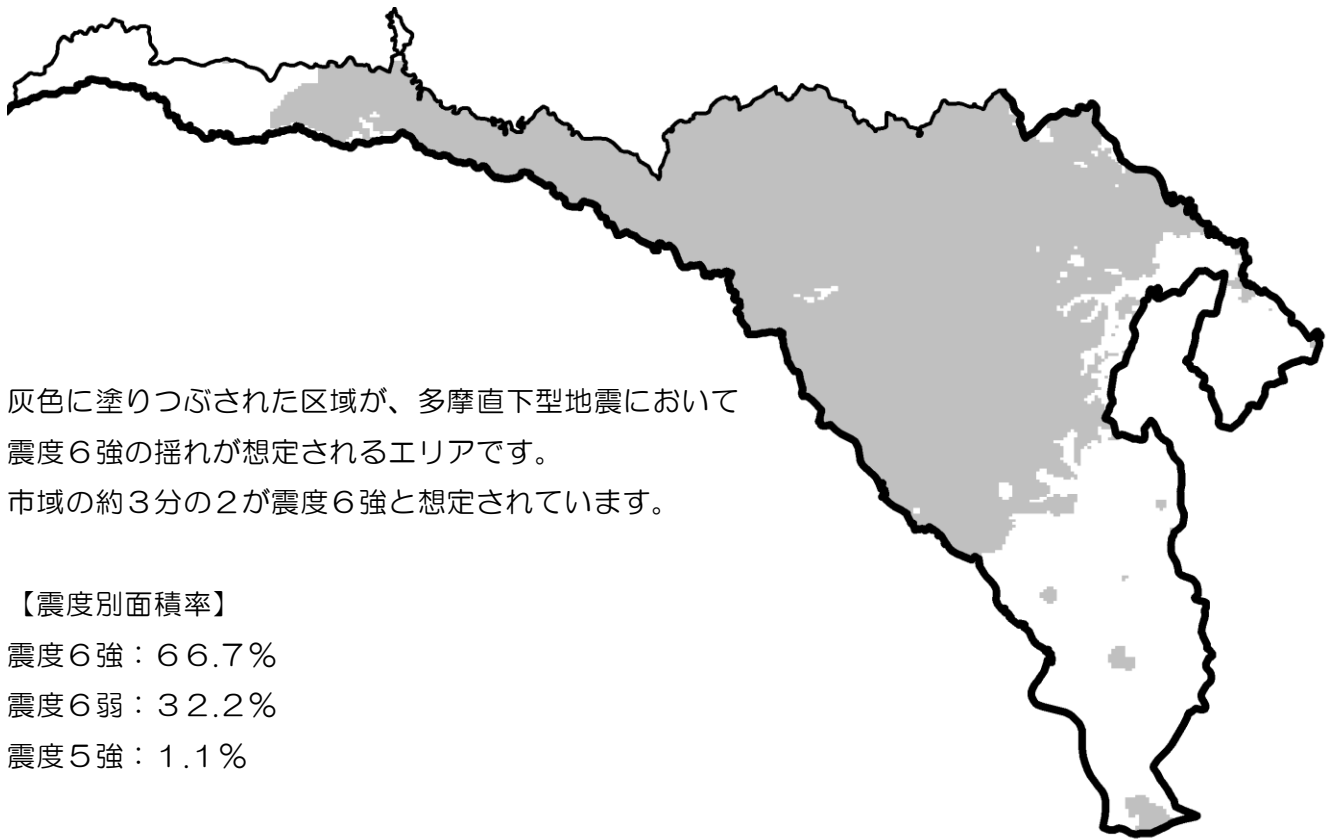 灰色に塗りつぶされた区域が、多摩直下型地震において
震度６強の揺れが想定されるエリアです。
市域の約３分の２が震度６強と想定されています。
【震度別面積率】
震度６強：６６.７％
震度６弱：３２.２％
震度５強：１.１％